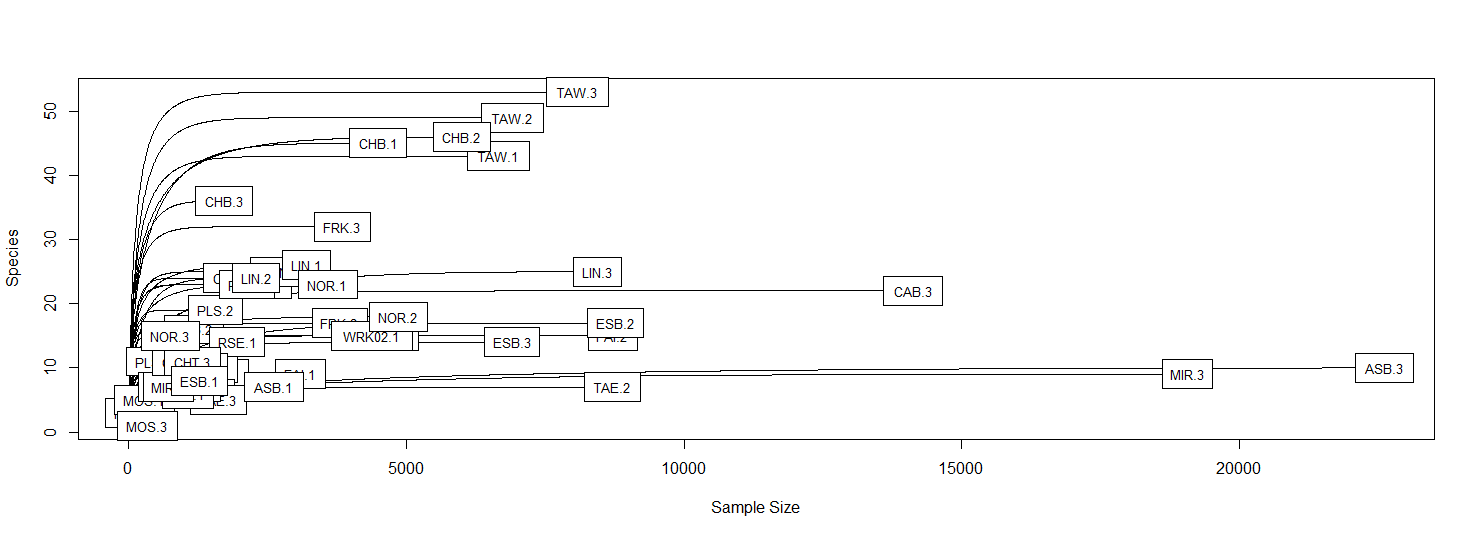 TAW.3
50
TAW.2
CHB.2
CHB.1
TAW.1
40
CHB.3
30
FRK.3
Species
LIN.1
LIN.2
LIN.3
NOR.1
CAB.3
20
PLS.2
NOR.2
ESB.2
NOR.3
WRK02.1
RSE.1
ESB.3
10
CHT.3
ASB.3
MIR.3
ESB.1
ASB.1
TAE.2
MOS.3
0
0 5000 10000 15000 20000
Sample Size